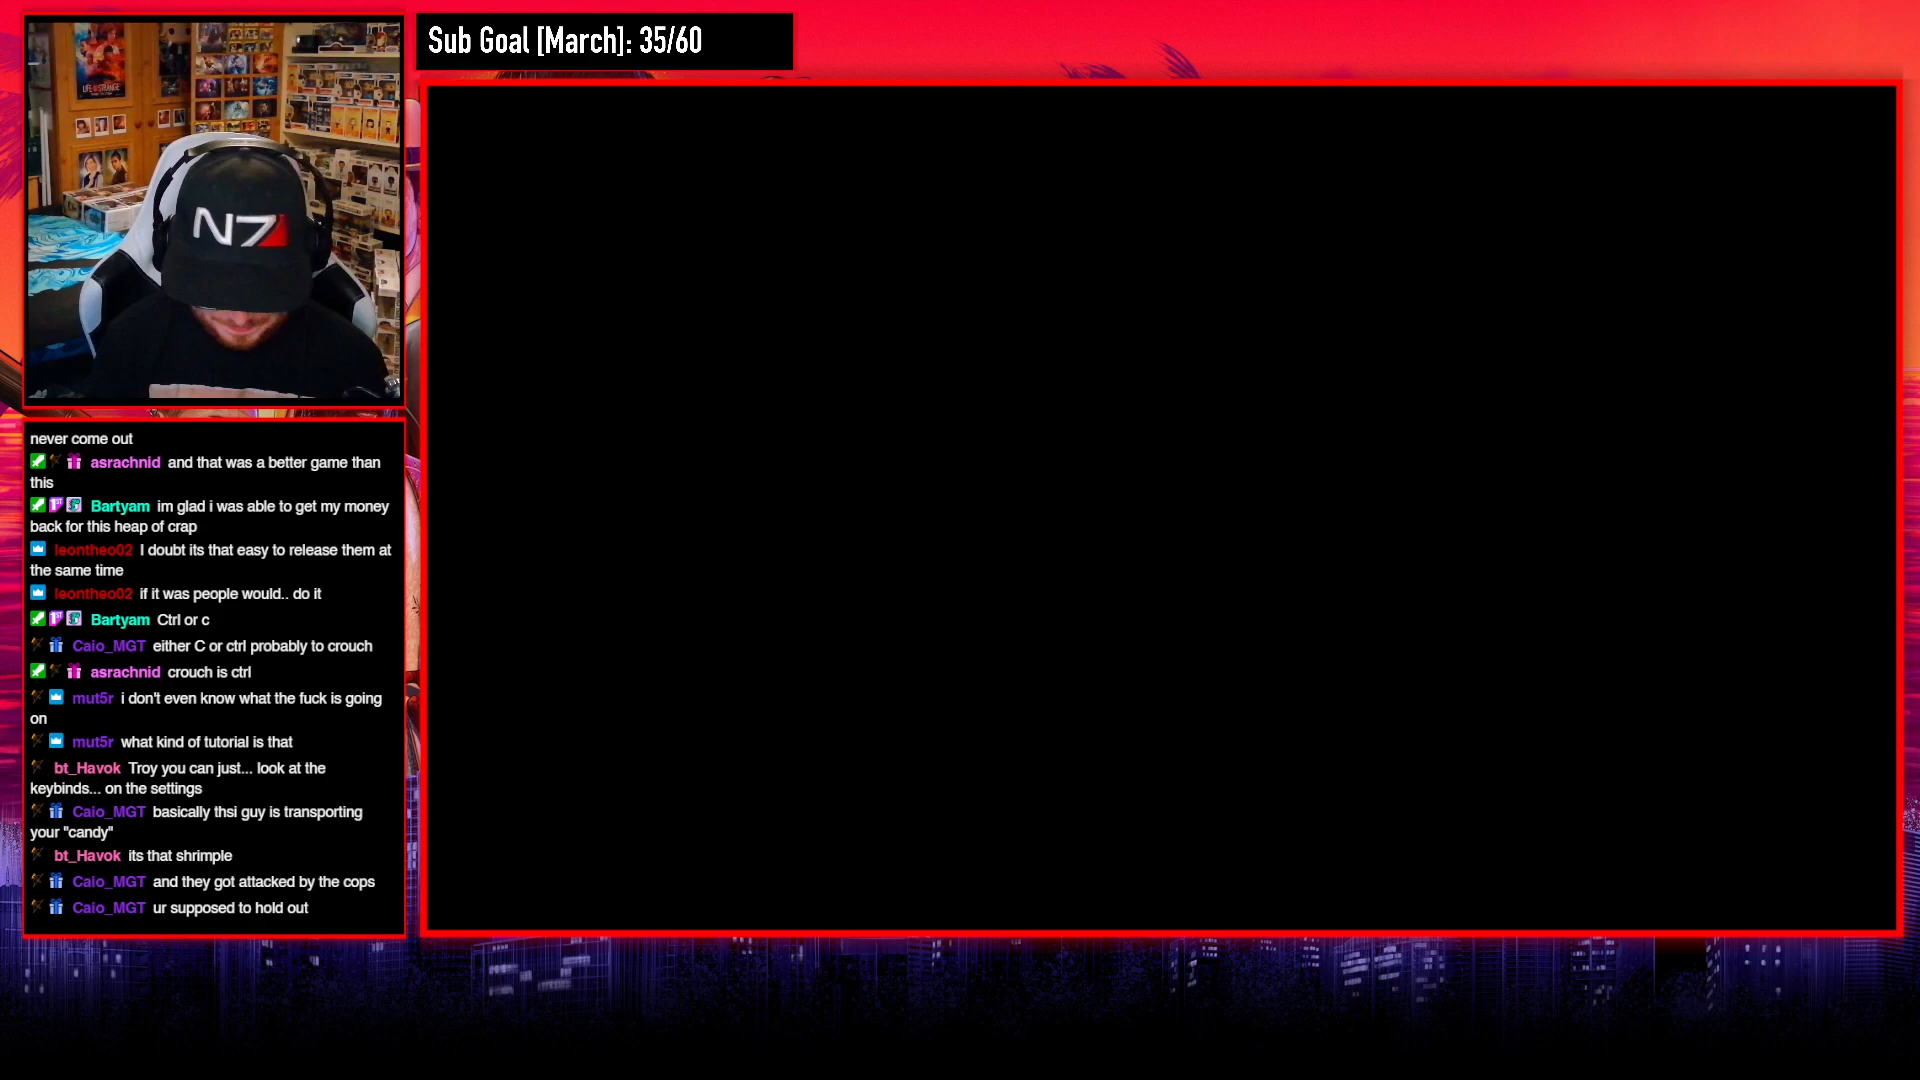 Sub Goal [March]: 35/60
LIFE IS STRANGE
N7
never come out
asrachnid and that was a better game than
this
Bartyam im glad i was able to get my money
back for this heap of crap
leontheo02 I doubt its that easy to release them at
the same time
leontheo02 if it was people would.. do it
Bartyam Ctrl or c
Caio_MGT either C or ctrl probably to crouch
asrachnid crouch is ctrl
mut5r i don't even know what the fuck is going
on
mut5r what kind of tutorial is that
bt_Havok Troy you can just... look at the
keybinds... on the settings
Caio_MGT basically thsi guy is transporting
your "candy"
bt_Havok its that shrimple
Caio_MGT and they got attacked by the cops
Caio_MGT ur supposed to hold out